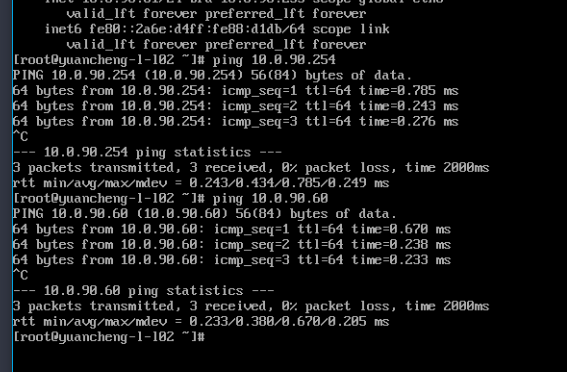 valid_lft forever preferred_lft forever
inet6 fe80::2a6e:d4ff:fe88:d1db/64 scope link
valid_lft forever preferred_lft forever
[root@yuancheng-l-l02 ~]# ping 10.0.90.254
PING 10.0.90.254 (10.0.90.254) 56(84) bytes of data.
64 bytes from 10.0.90.254: icmp_seq=1 ttl=64 time=0.785 ms
64 bytes from 10.0.90.254: icmp_seq=2 ttl=64 time=0.243 ms
64 bytes from 10.0.90.254: icmp_seq=3 ttl=64 time=0.276 ms
^C
--- 10.0.90.254 ping statistics ---
3 packets transmitted, 3 received, 0% packet loss, time 2000ms
rtt min/avg/max/mdev = 0.243/0.434/0.785/0.249 ms
[root@yuancheng-l-l02 ~]# ping 10.0.90.60
PING 10.0.90.60 (10.0.90.60) 56(84) bytes of data.
64 bytes from 10.0.90.60: icmp_seq=1 ttl=64 time=0.670 ms
64 bytes from 10.0.90.60: icmp_seq=2 ttl=64 time=0.238 ms
64 bytes from 10.0.90.60: icmp_seq=3 ttl=64 time=0.233 ms
^C
--- 10.0.90.60 ping statistics ---
3 packets transmitted, 3 received, 0% packet loss, time 2000ms
rtt min/avg/max/mdev = 0.233/0.380/0.670/0.205 ms
[root@yuancheng-l-l02 ~]#